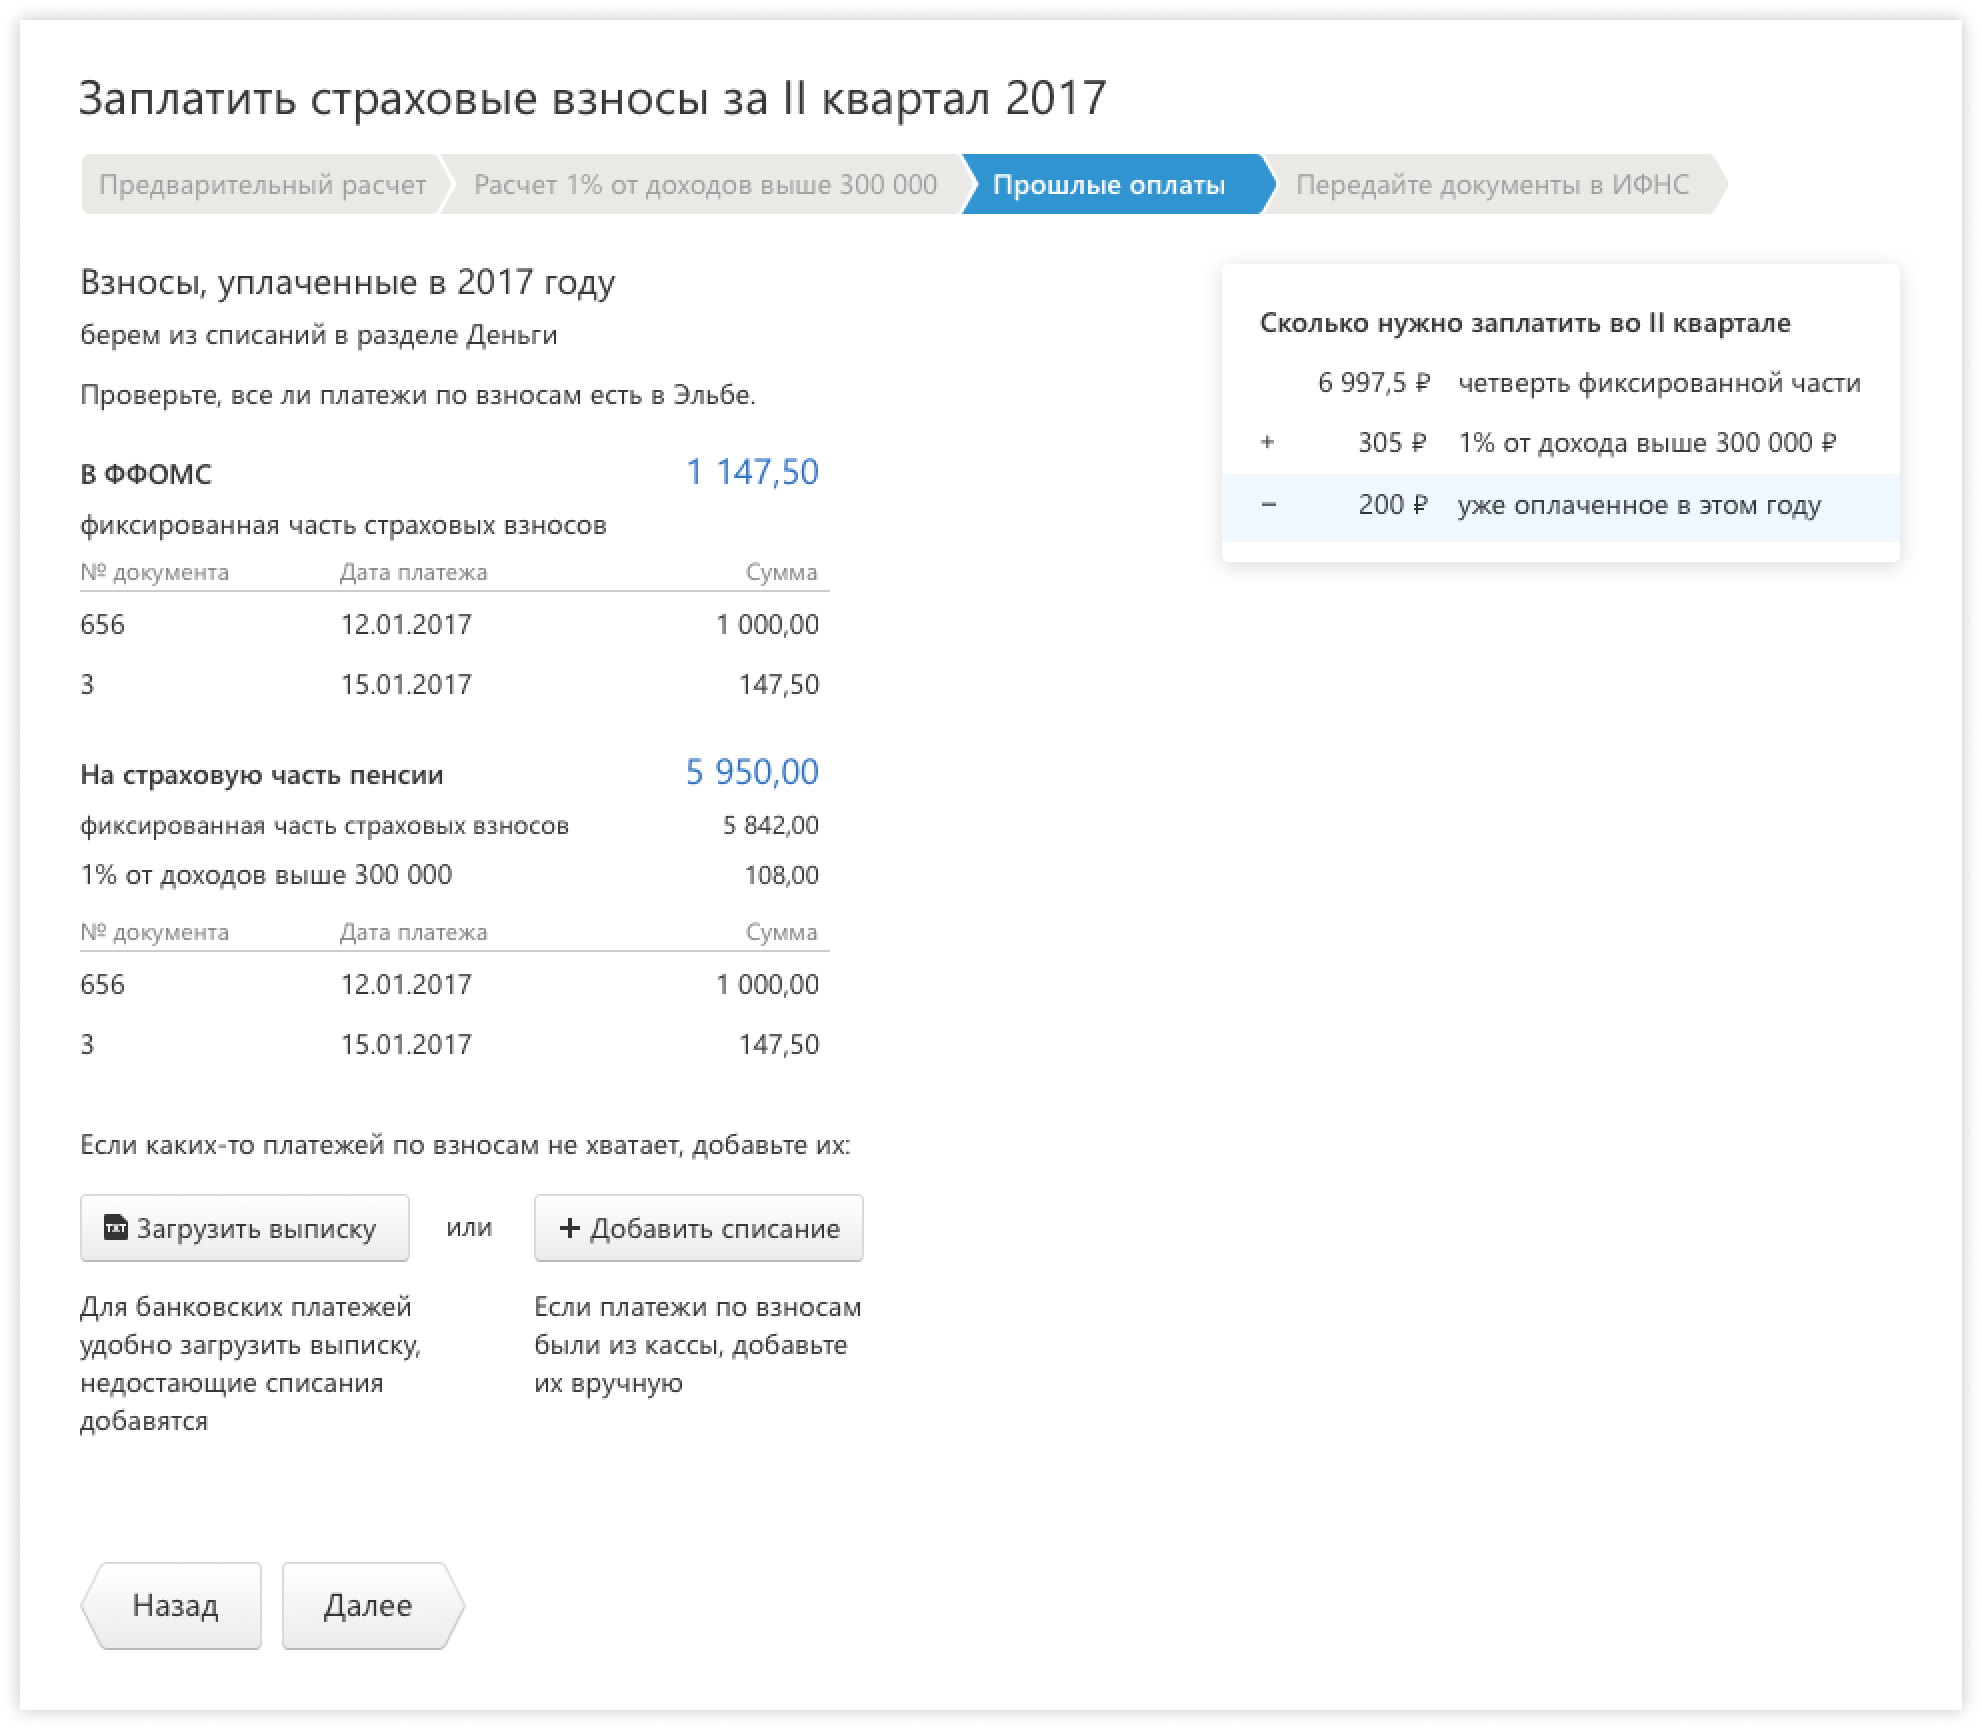 Заплатить страховые взносы за II квартал 2017
Предварительный расчет Расчет 1% от доходов выше 300 000 Прошлые оплаты Передайте документы в ИФНС
Взносы, уплаченные в 2017 году
берем из списаний в разделе Деньги
Проверьте, все ли платежи по взносам есть в Эльбе.
В ФФОМС 1 147,50
фиксированная часть страховых взносов
№ документа Дата платежа Сумма
656 12.01.2017 1 000,00
3 15.01.2017 147,50
На страховую часть пенсии 5 950,00
фиксированная часть страховых взносов 5 842,00
1% от доходов выше 300 000 108,00
№ документа Дата платежа Сумма
656 12.01.2017 1 000,00
3 15.01.2017 147,50
Если каких-то платежей по взносам не хватает, добавьте их:
TXT Загрузить выписку или + Добавить списание
Для банковских платежей
удобно загрузить выписку,
недостающие списания
добавятся
Если платежи по взносам
были из кассы, добавьте
их вручную
Назад Далее
Сколько нужно заплатить во II квартале
6 997,5 ₽ четверть фиксированной части
+ 305 ₽ 1% от дохода выше 300 000 ₽
− 200 ₽ уже оплаченное в этом году